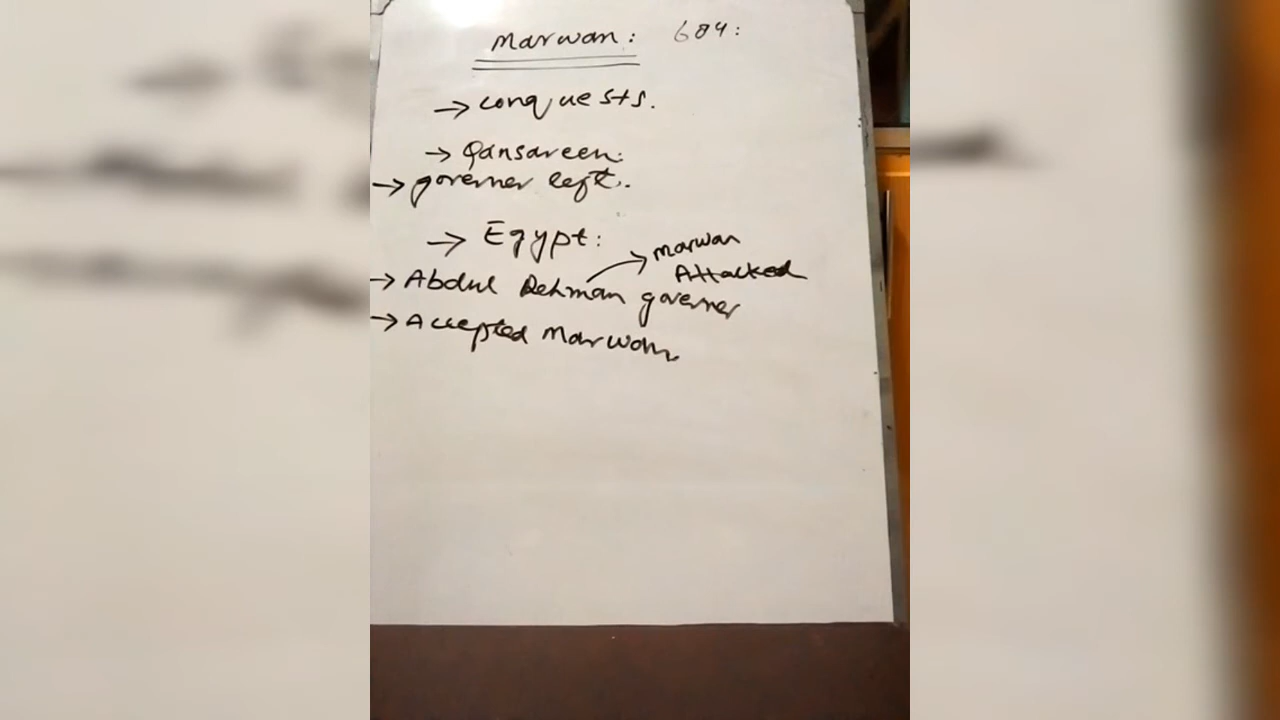 Marwan: 684:
→ conquests.
→ Qansareen:
→ governer left.
→ Egypt:
→ Marwan
Attacked
→ Abdul Rehman governer
→ Accepted Marwan